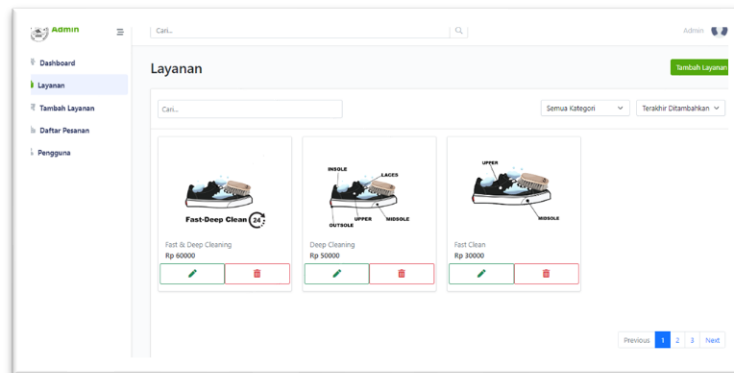 Admin
Cari...
Admin
Dashboard
Layanan
Tambah Layanan
Daftar Pesanan
Pengguna
Layanan
Tambah Layanan
Cari...
Semua Kategori
Terakhir Ditambahkan
Fast-Deep Clean 24
Fast & Deep Cleaning
Rp 60000
INSOLE
LACES
UPPER
MIDSOLE
OUTSOLE
Deep Cleaning
Rp 50000
UPPER
MIDSOLE
Fast Clean
Rp 30000
Previous 1 2 3 Next